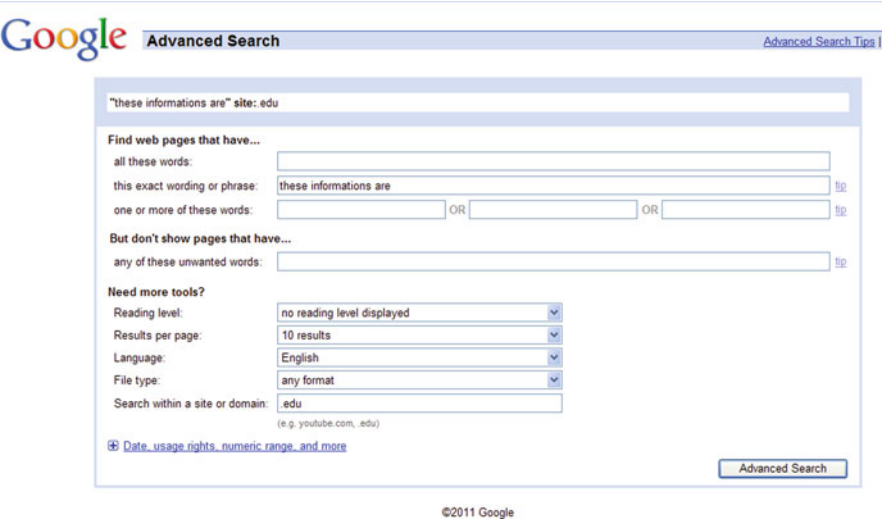 Google Advanced Search Advanced Search Tips |
"these informations are" site:.edu
Find web pages that have...
all these words:
this exact wording or phrase: these informations are tip
one or more of these words: OR OR tip
But don't show pages that have...
any of these unwanted words: tip
Need more tools?
Reading level: no reading level displayed
Results per page: 10 results
Language: English
File type: any format
Search within a site or domain: .edu
(e.g. youtube.com, .edu)
Date, usage rights, numeric range, and more
Advanced Search
©2011 Google